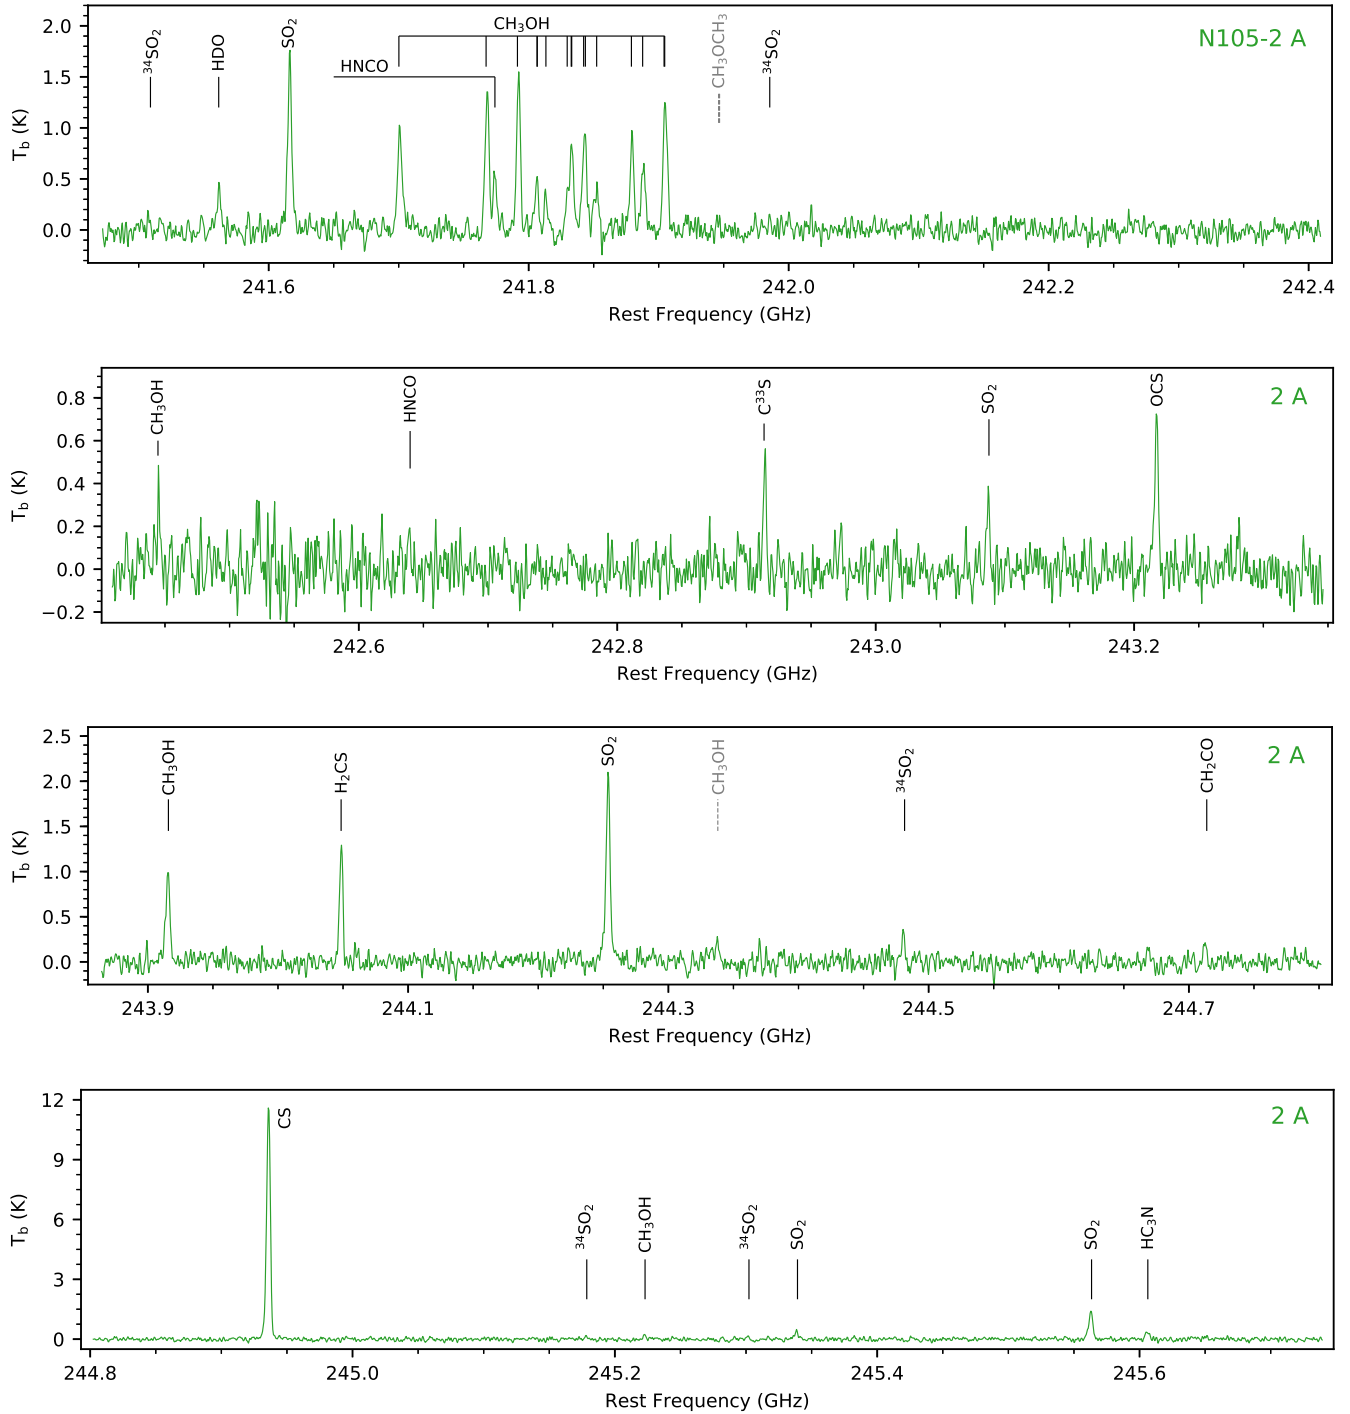 N105-2 A
³⁴SO₂
HDO
SO₂
CH₃OH
HNCO
CH₃OCH₃
³⁴SO₂
2.0
1.5
1.0
0.5
0.0
T_b (K)
241.6 241.8 242.0 242.2 242.4
Rest Frequency (GHz)
2 A
CH₃OH
HNCO
C³³S
SO₂
OCS
0.8
0.6
0.4
0.2
0.0
−0.2
T_b (K)
242.6 242.8 243.0 243.2
Rest Frequency (GHz)
2 A
CH₃OH
H₂CS
SO₂
CH₃OH
³⁴SO₂
CH₂CO
2.5
2.0
1.5
1.0
0.5
0.0
T_b (K)
243.9 244.1 244.3 244.5 244.7
Rest Frequency (GHz)
2 A
CS
³⁴SO₂
CH₃OH
³⁴SO₂
SO₂
SO₂
HC₃N
12
9
6
3
0
T_b (K)
244.8 245.0 245.2 245.4 245.6
Rest Frequency (GHz)